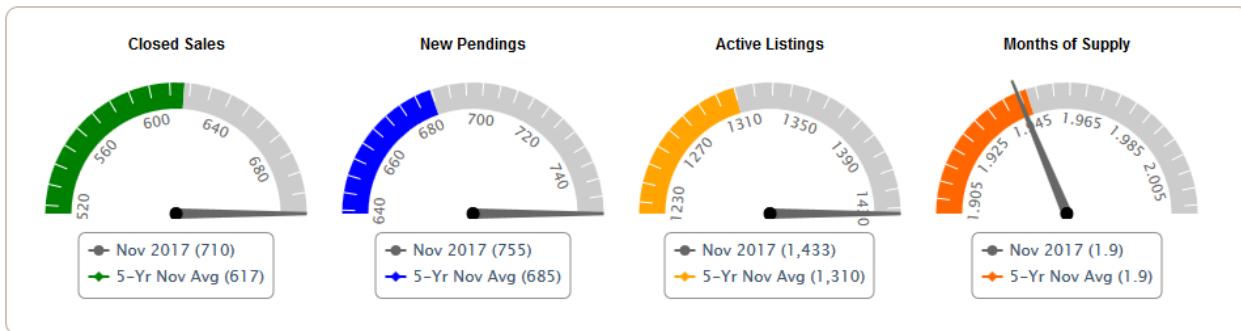 Closed Sales
520
560
600
640
680
Nov 2017 (710)
5-Yr Nov Avg (617)
New Pendings
640
660
680
700
720
740
Nov 2017 (755)
5-Yr Nov Avg (685)
Active Listings
1230
1270
1310
1350
1390
1430
Nov 2017 (1,433)
5-Yr Nov Avg (1,310)
Months of Supply
1.905
1.925
1.945
1.965
1.985
2.005
Nov 2017 (1.9)
5-Yr Nov Avg (1.9)